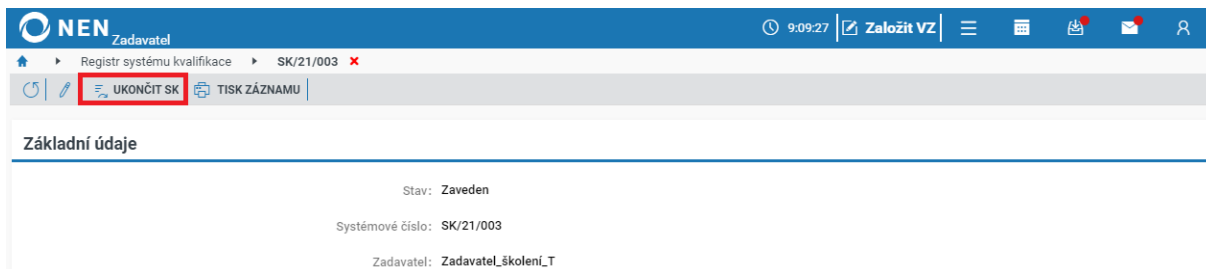 NEN Zadavatel 9:09:27 Založit VZ
Registr systému kvalifikace SK/21/003
UKONČIT SK TISK ZÁZNAMU
Základní údaje
Stav: Zaveden
Systémové číslo: SK/21/003
Zadavatel: Zadavatel_školení_T